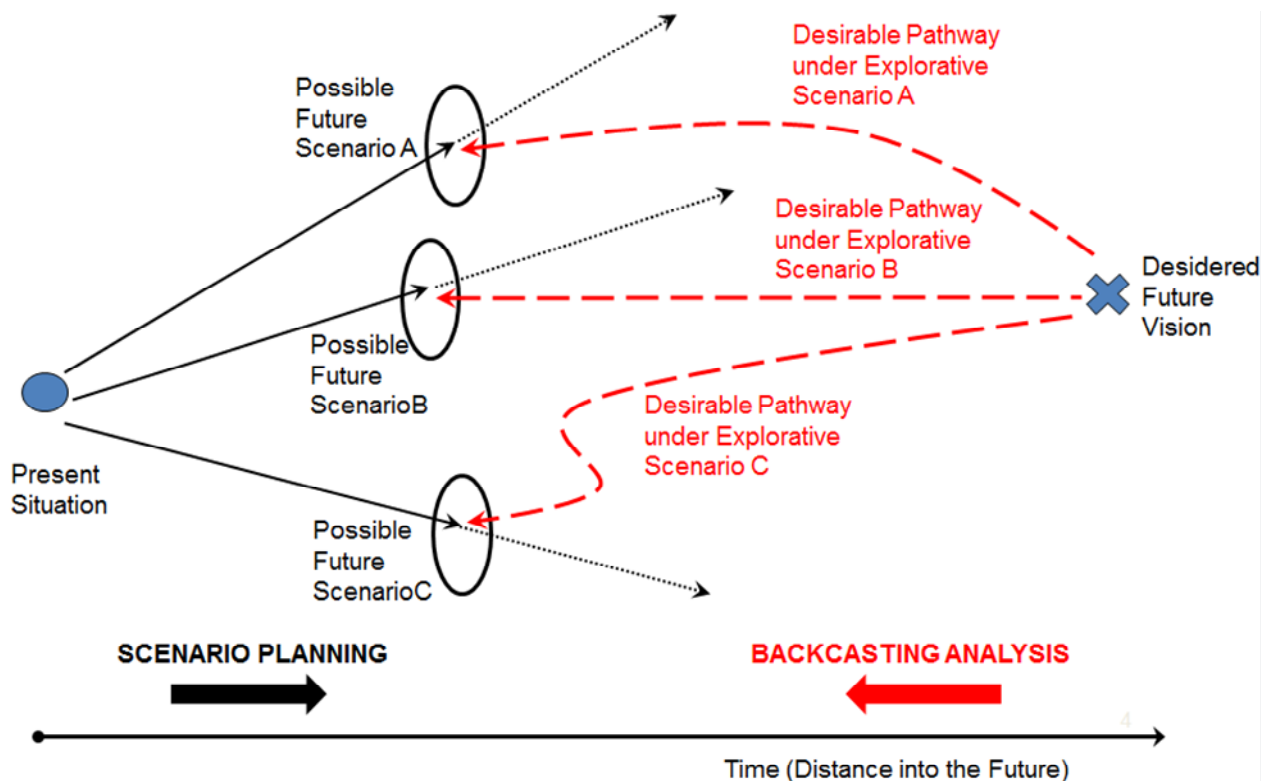 Possible
Future
Scenario A
Desirable Pathway
under Explorative
Scenario A
Desirable Pathway
under Explorative
Scenario B
Desidered
Future
Vision
Possible
Future
ScenarioB
Desirable Pathway
under Explorative
Scenario C
Present
Situation
Possible
Future
ScenarioC
SCENARIO PLANNING
BACKCASTING ANALYSIS
4
Time (Distance into the Future)